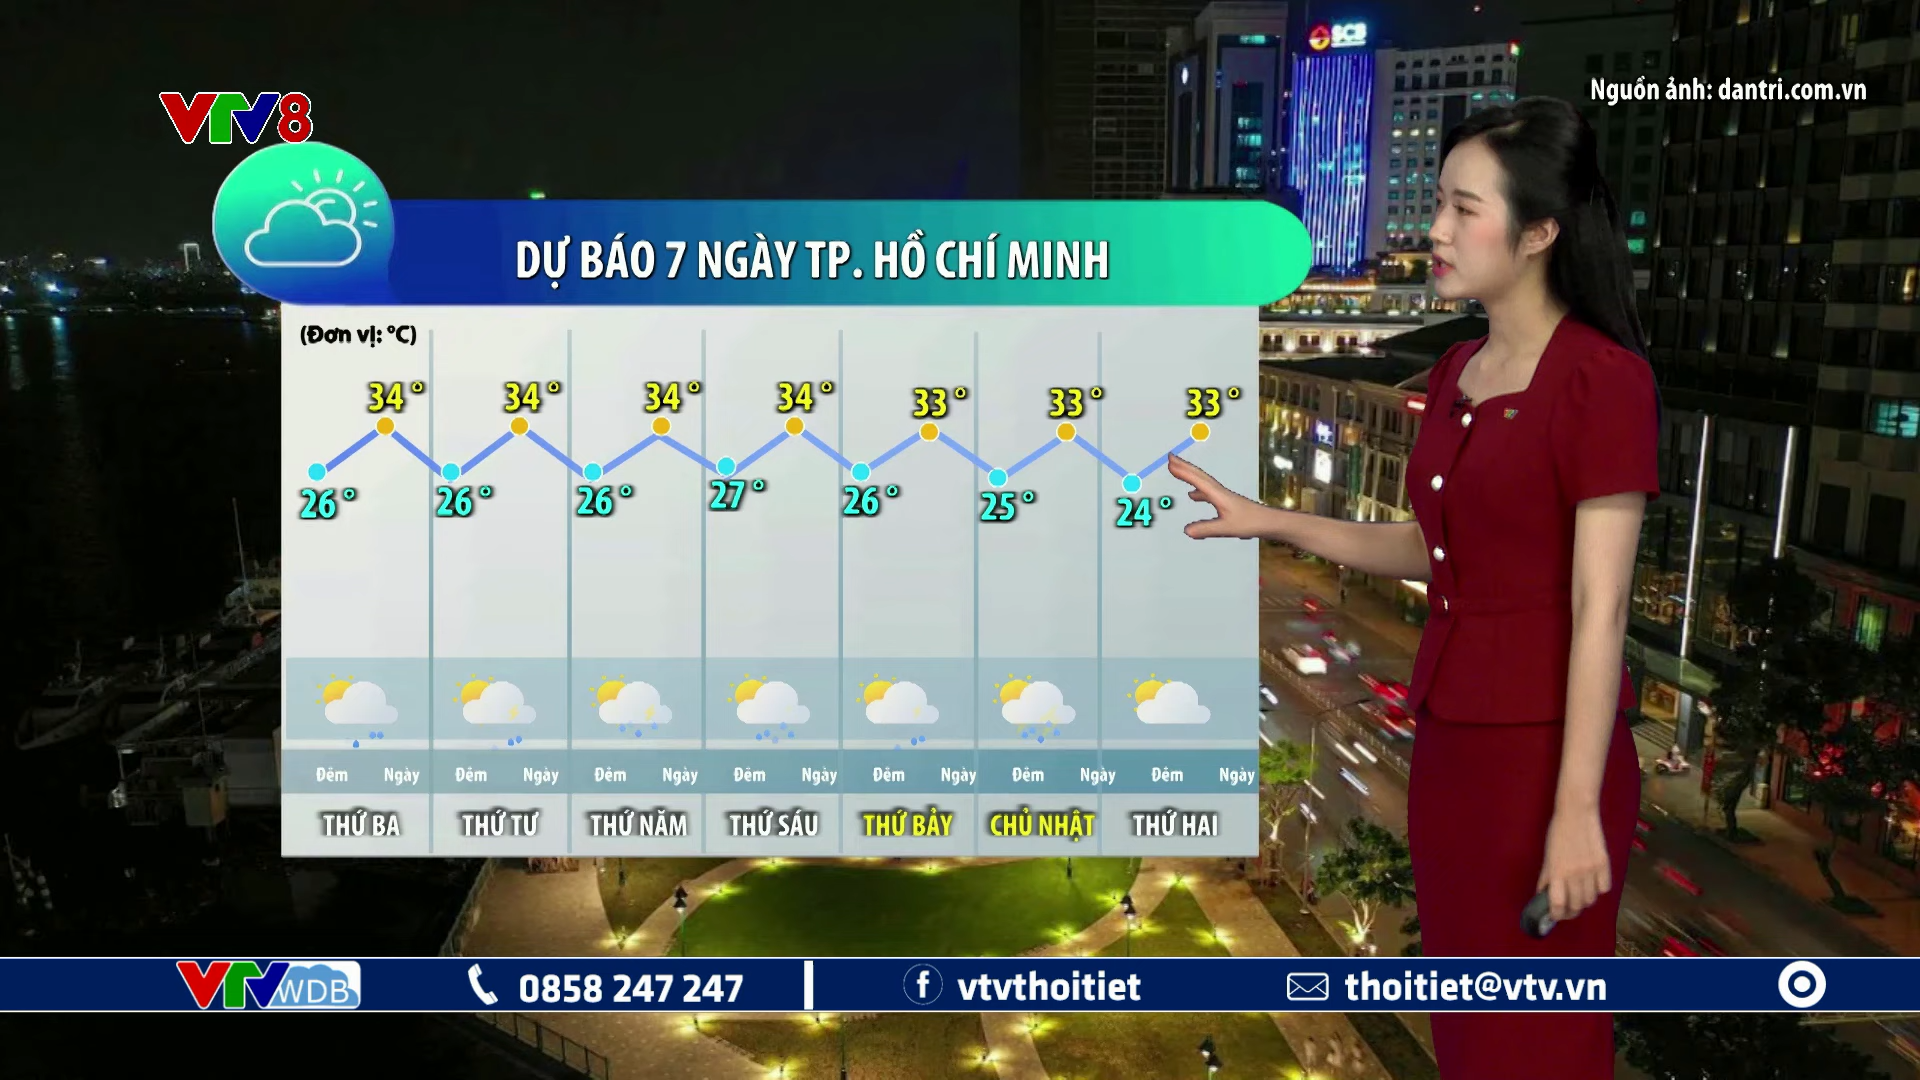 SCB
Nguồn ảnh: dantri.com.vn
VTV8
DỰ BÁO 7 NGÀY TP. HỒ CHÍ MINH
(Đơn vị: °C)
34° 34° 34° 34° 33° 33° 33°
26° 26° 26° 27° 26° 25° 24°
Đêm Ngày Đêm Ngày Đêm Ngày Đêm Ngày Đêm Ngày Đêm Ngày Đêm Ngày
THỨ BA THỨ TƯ THỨ NĂM THỨ SÁU THỨ BẢY CHỦ NHẬT THỨ HAI
VTV WDB 0858 247 247 vtvthoitiet thoitiet@vtv.vn